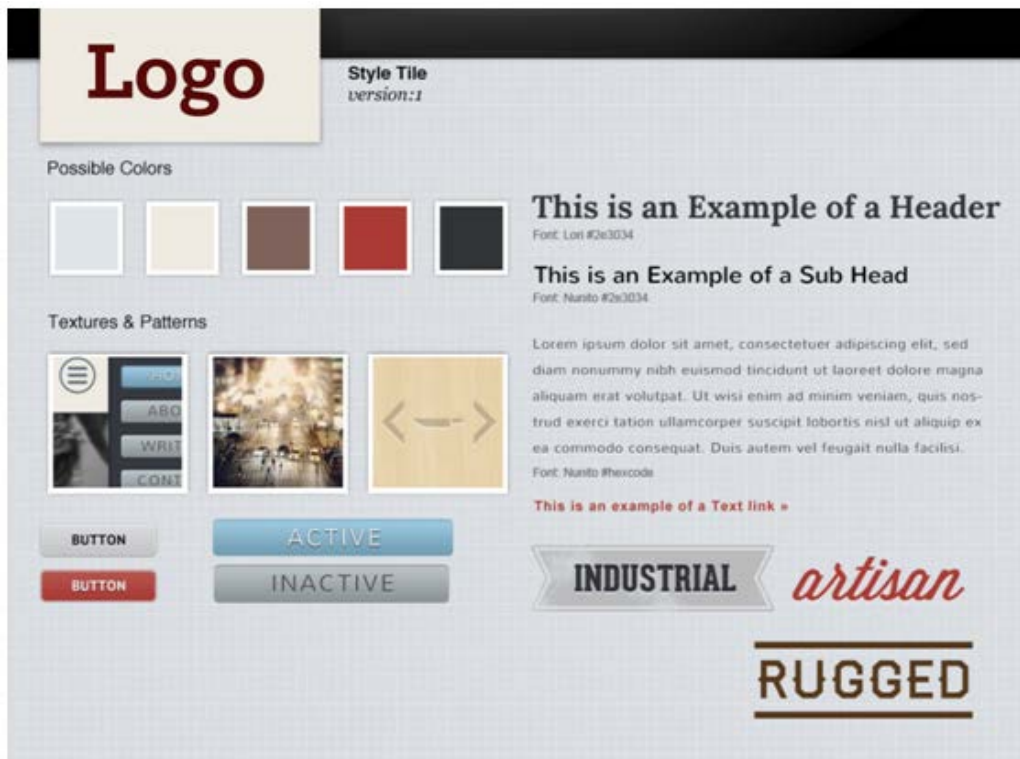 Logo
Style Tile
version:1
Possible Colors
This is an Example of a Header
Font: Lori #2e3034
This is an Example of a Sub Head
Font: Nunito #2e3034
Textures & Patterns
ABO
WRIT
CONT
Lorem ipsum dolor sit amet, consectetuer adipiscing elit, sed
diam nonummy nibh euismod tincidunt ut laoreet dolore magna
aliquam erat volutpat. Ut wisi enim ad minim veniam, quis nos-
trud exerci tation ullamcorper suscipit lobortis nisl ut aliquip ex
ea commodo consequat. Duis autem vel feugait nulla facilisi.
Font: Nunito #hexcode
This is an example of a Text link »
BUTTON
ACTIVE
BUTTON
INACTIVE
INDUSTRIAL
artisan
RUGGED